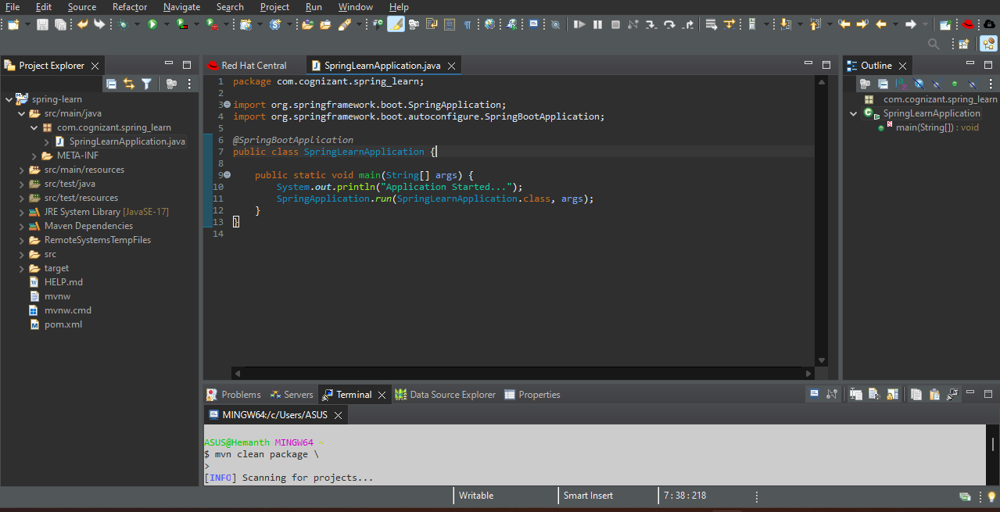 File Edit Source Refactor Navigate Search Project Run Window Help
Project Explorer
spring-learn
src/main/java
com.cognizant.spring_learn
SpringLearnApplication.java
META-INF
src/main/resources
src/test/java
src/test/resources
JRE System Library [JavaSE-17]
Maven Dependencies
RemoteSystemsTempFiles
src
target
HELP.md
mvnw
mvnw.cmd
pom.xml
Red Hat Central SpringLearnApplication.java
1 package com.cognizant.spring_learn;
2
3 import org.springframework.boot.SpringApplication;
4 import org.springframework.boot.autoconfigure.SpringBootApplication;
5
6 @SpringBootApplication
7 public class SpringLearnApplication {
8
9 public static void main(String[] args) {
10 System.out.println("Application Started...");
11 SpringApplication.run(SpringLearnApplication.class, args);
12 }
13 }
14
Outline
com.cognizant.spring_learn
SpringLearnApplication
main(String[]) : void
Problems Servers Terminal Data Source Explorer Properties
MINGW64:/c/Users/ASUS
ASUS@Hemanth MINGW64 ~
$ mvn clean package \
>
[INFO] Scanning for projects...
Writable Smart Insert 7 : 38 : 218